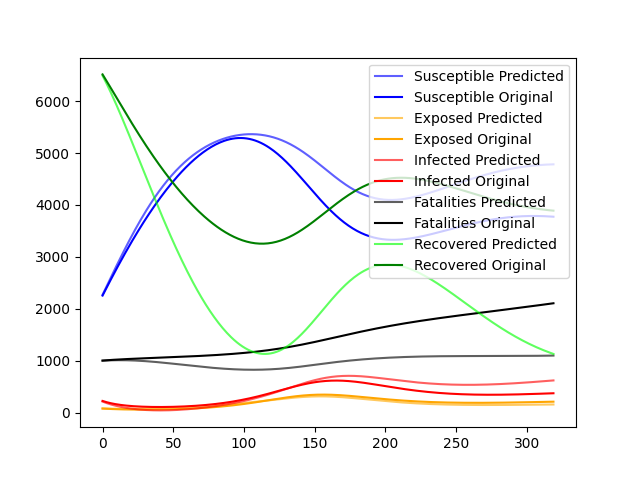 Susceptible Predicted
Susceptible Original
Exposed Predicted
Exposed Original
Infected Predicted
Infected Original
Fatalities Predicted
Fatalities Original
Recovered Predicted
Recovered Original
6000
5000
4000
3000
2000
1000
0
0 50 100 150 200 250 300